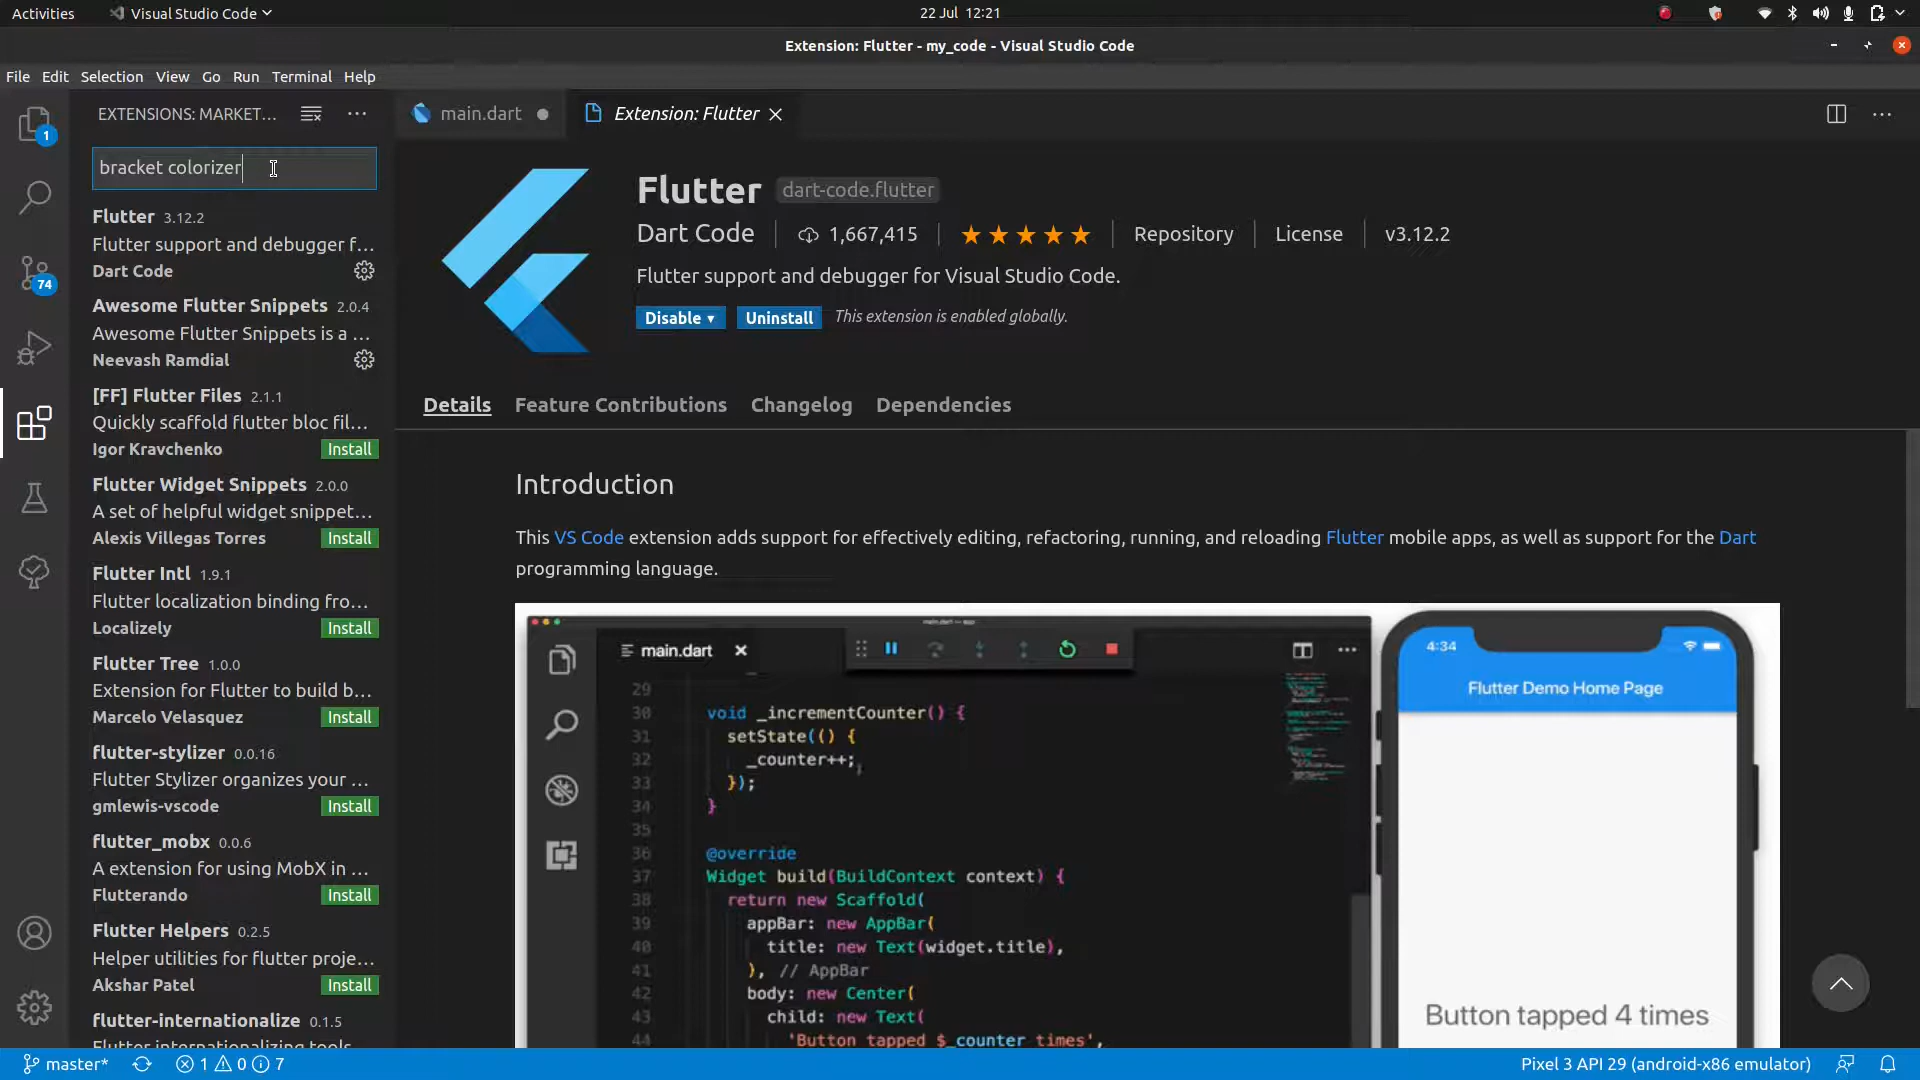 Activities
Visual Studio Code
22 Jul 12:21
Extension: Flutter - my_code - Visual Studio Code
File Edit Selection View Go Run Terminal Help
EXTENSIONS: MARKET...
bracket colorizer
Flutter 3.12.2
Flutter support and debugger f...
Dart Code
Awesome Flutter Snippets 2.0.4
Awesome Flutter Snippets is a ...
Neevash Ramdial
[FF] Flutter Files 2.1.1
Quickly scaffold flutter bloc fil...
Igor Kravchenko Install
Flutter Widget Snippets 2.0.0
A set of helpful widget snippet...
Alexis Villegas Torres Install
Flutter Intl 1.9.1
Flutter localization binding fro...
Localizely Install
Flutter Tree 1.0.0
Extension for Flutter to build b...
Marcelo Velasquez Install
flutter-stylizer 0.0.16
Flutter Stylizer organizes your ...
gmlewis-vscode Install
flutter_mobx 0.0.6
A extension for using MobX in ...
Flutterando Install
Flutter Helpers 0.2.5
Helper utilities for flutter proje...
Akshar Patel Install
flutter-internationalize 0.1.5
Flutter internationalizing tools
1
74
main.dart
Extension: Flutter
Flutter dart-code.flutter
Dart Code 1,667,415 Repository License v3.12.2
Flutter support and debugger for Visual Studio Code.
Disable Uninstall This extension is enabled globally.
Details Feature Contributions Changelog Dependencies
Introduction
This VS Code extension adds support for effectively editing, refactoring, running, and reloading Flutter mobile apps, as well as support for the Dart
programming language.
main.dart
29
30 void _incrementCounter() {
31 setState(() {
32 _counter++;
33 });
34 }
35
36 @override
37 Widget build(BuildContext context) {
38 return new Scaffold(
39 appBar: new AppBar(
40 title: new Text(widget.title),
41 ), // AppBar
42 body: new Center(
43 child: new Text(
44 'Button tapped $_counter times',
4:34
Flutter Demo Home Page
Button tapped 4 times
master* 1 0 7
Pixel 3 API 29 (android-x86 emulator)